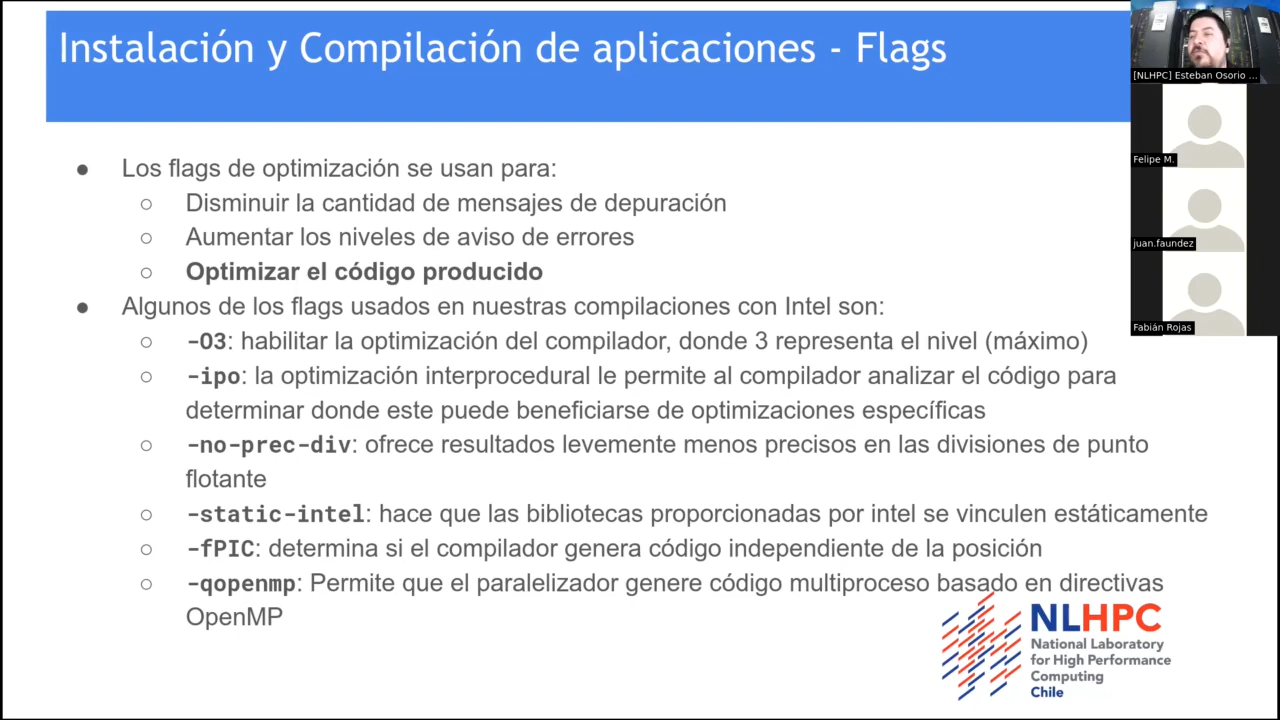 Instalación y Compilación de aplicaciones - Flags
● Los flags de optimización se usan para:
○ Disminuir la cantidad de mensajes de depuración
○ Aumentar los niveles de aviso de errores
○ Optimizar el código producido
● Algunos de los flags usados en nuestras compilaciones con Intel son:
○ -O3: habilitar la optimización del compilador, donde 3 representa el nivel (máximo)
○ -ipo: la optimización interprocedural le permite al compilador analizar el código para
determinar donde este puede beneficiarse de optimizaciones específicas
○ -no-prec-div: ofrece resultados levemente menos precisos en las divisiones de punto
flotante
○ -static-intel: hace que las bibliotecas proporcionadas por intel se vinculen estáticamente
○ -fPIC: determina si el compilador genera código independiente de la posición
○ -qopenmp: Permite que el paralelizador genere código multiproceso basado en directivas
OpenMP
NLHPC
National Laboratory
for High Performance
Computing
Chile
[NLHPC] Esteban Osorio ...
Felipe M.
juan.faundez
Fabián Rojas